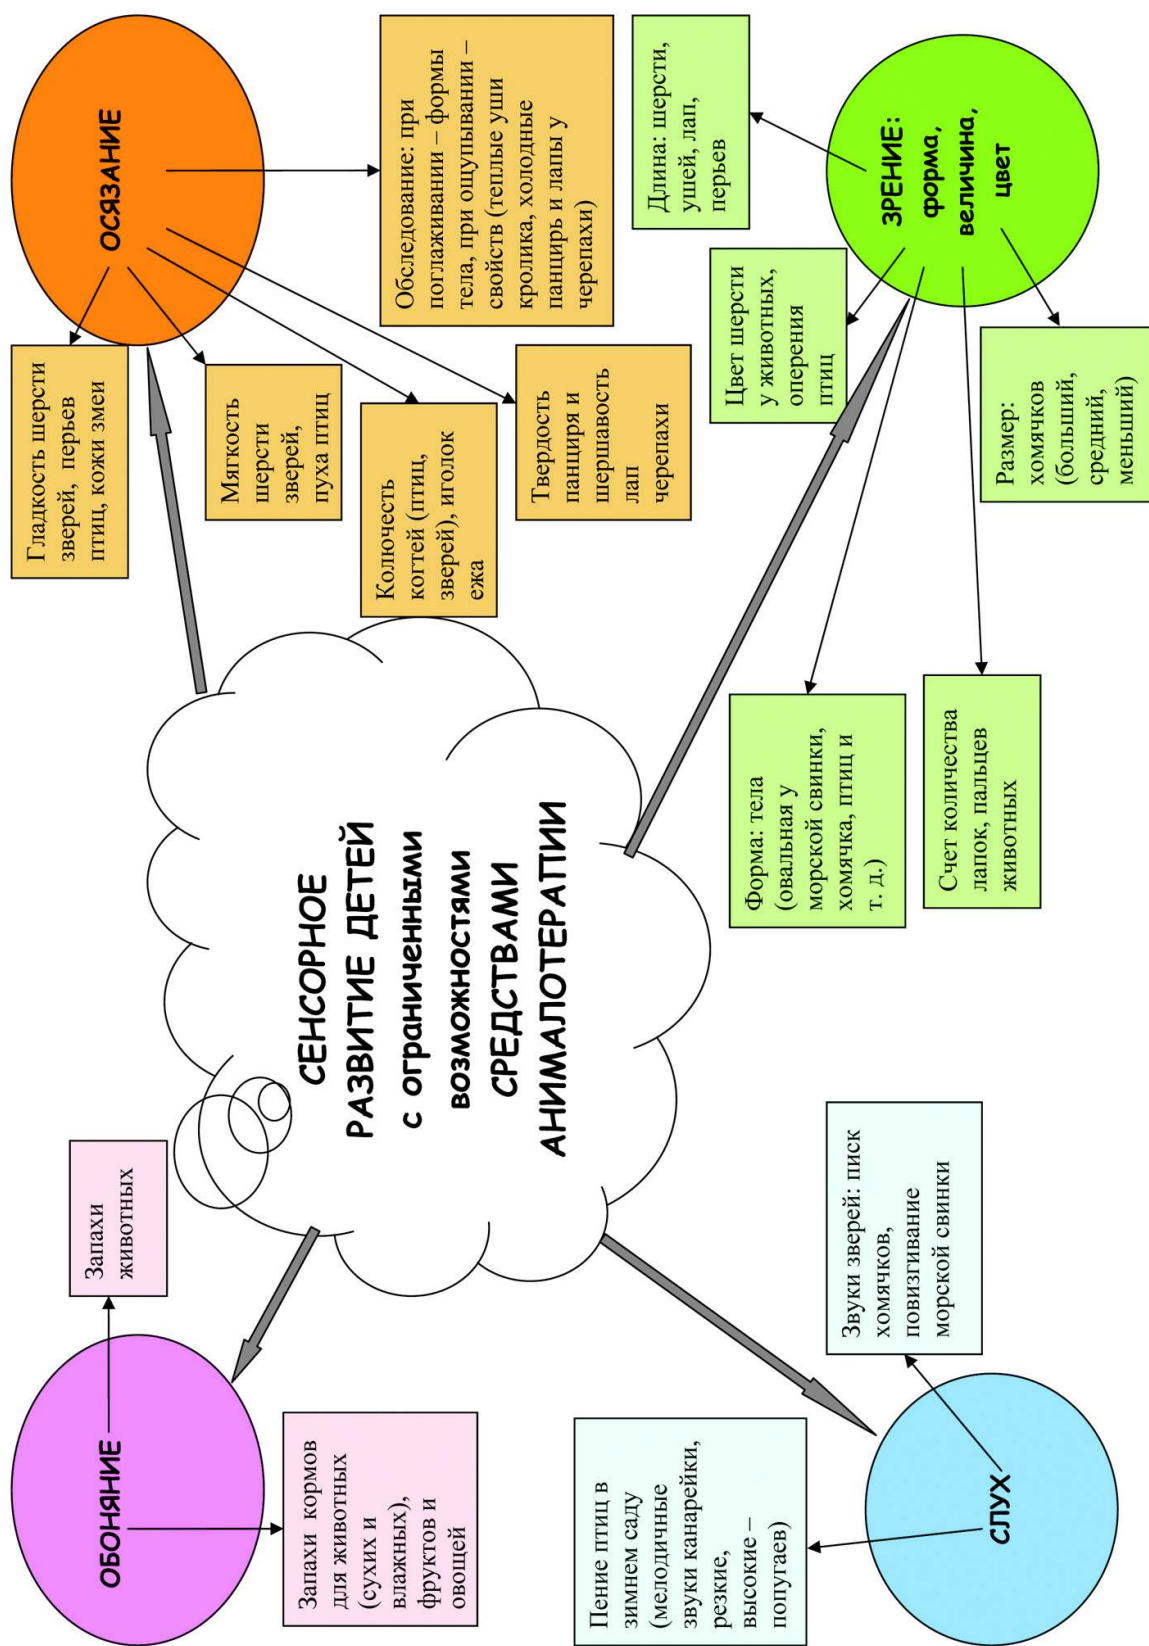 ОБОНЯНИЕ
Запахи
животных
Запахи кормов
для животных
(сухих и
влажных),
фруктов и
овощей
СЕНСОРНОЕ
РАЗВИТИЕ ДЕТЕЙ
с ограниченными
возможностями
СРЕДСТВАМИ
АНИМАЛОТЕРАПИИ
ОСЯЗАНИЕ
Гладкость шерсти
зверей, перьев
птиц, кожи змеи
Мягкость
шерсти
зверей,
пуха птиц
Колючесть
когтей (птиц,
зверей), иголок
ежа
Твердость
панциря и
шершавость
лап
черепахи
Обследование: при
поглаживании – формы
тела, при ощупывании –
свойств (теплые уши
кролика, холодные
панцирь и лапы у
черепахи)
СЛУХ
Пение птиц в
зимнем саду
(мелодичные
звуки канарейки,
резкие,
высокие –
попугаев)
Звуки зверей: писк
хомячков,
повизгивание
морской свинки
ЗРЕНИЕ:
форма,
величина,
цвет
Форма: тела
(овальная у
морской свинки,
хомячка, птиц и
т. д.)
Счет количества
лапок, пальцев
животных
Цвет шерсти
у животных,
оперения
птиц
Длина: шерсти,
ушей, лап,
перьев
Размер:
хомячков
(больший,
средний,
меньший)